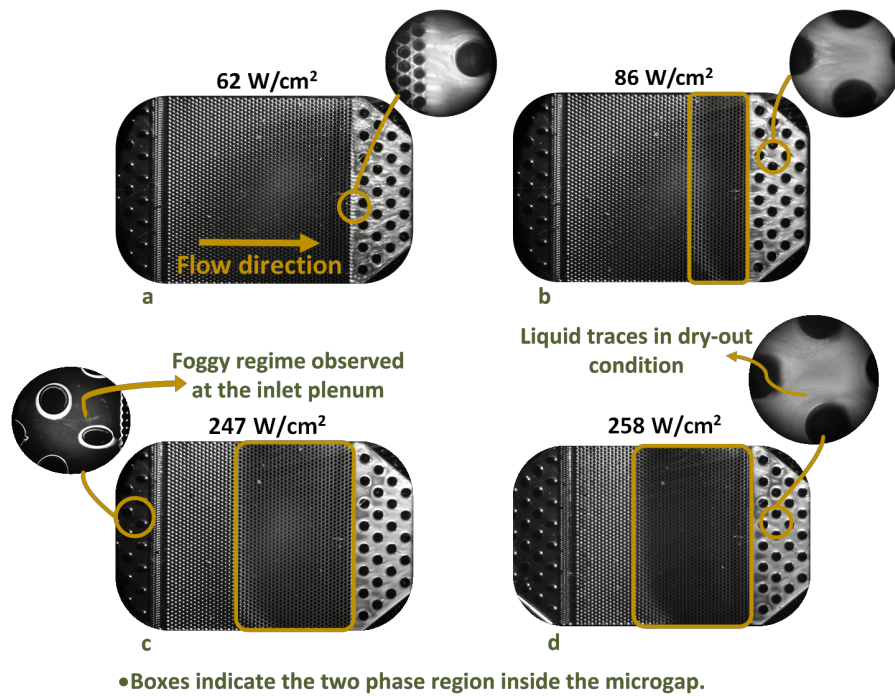 62 W/cm²
86 W/cm²
Flow direction
a
b
Foggy regime observed
at the inlet plenum
Liquid traces in dry-out
condition
247 W/cm²
258 W/cm²
c
d
•Boxes indicate the two phase region inside the microgap.